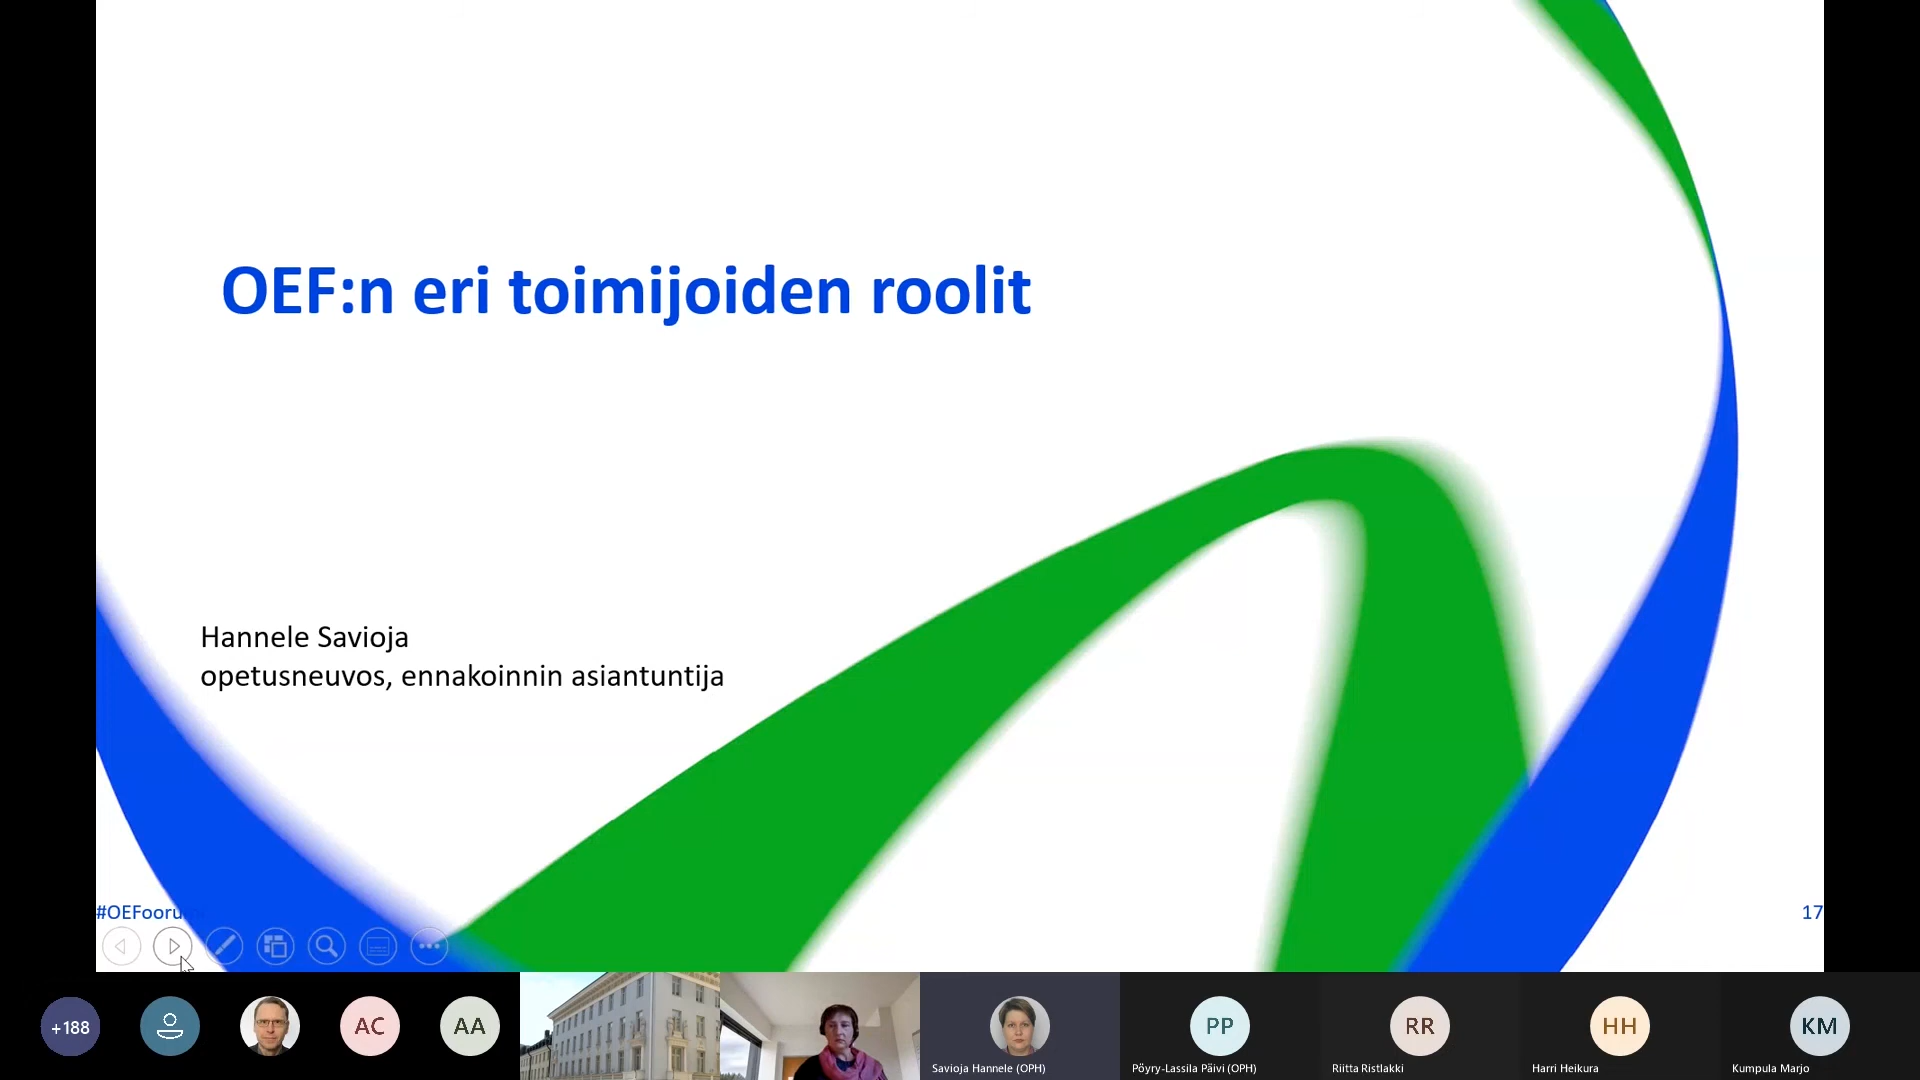 OEF:n eri toimijoiden roolit
Hannele Savioja
opetusneuvos, ennakoinnin asiantuntija
#OEFooru
17
+188
AC
AA
Savioja Hannele (OPH)
PP
Pöyry-Lassila Päivi (OPH)
RR
Riitta Ristlakki
HH
Harri Heikura
KM
Kumpula Marjo